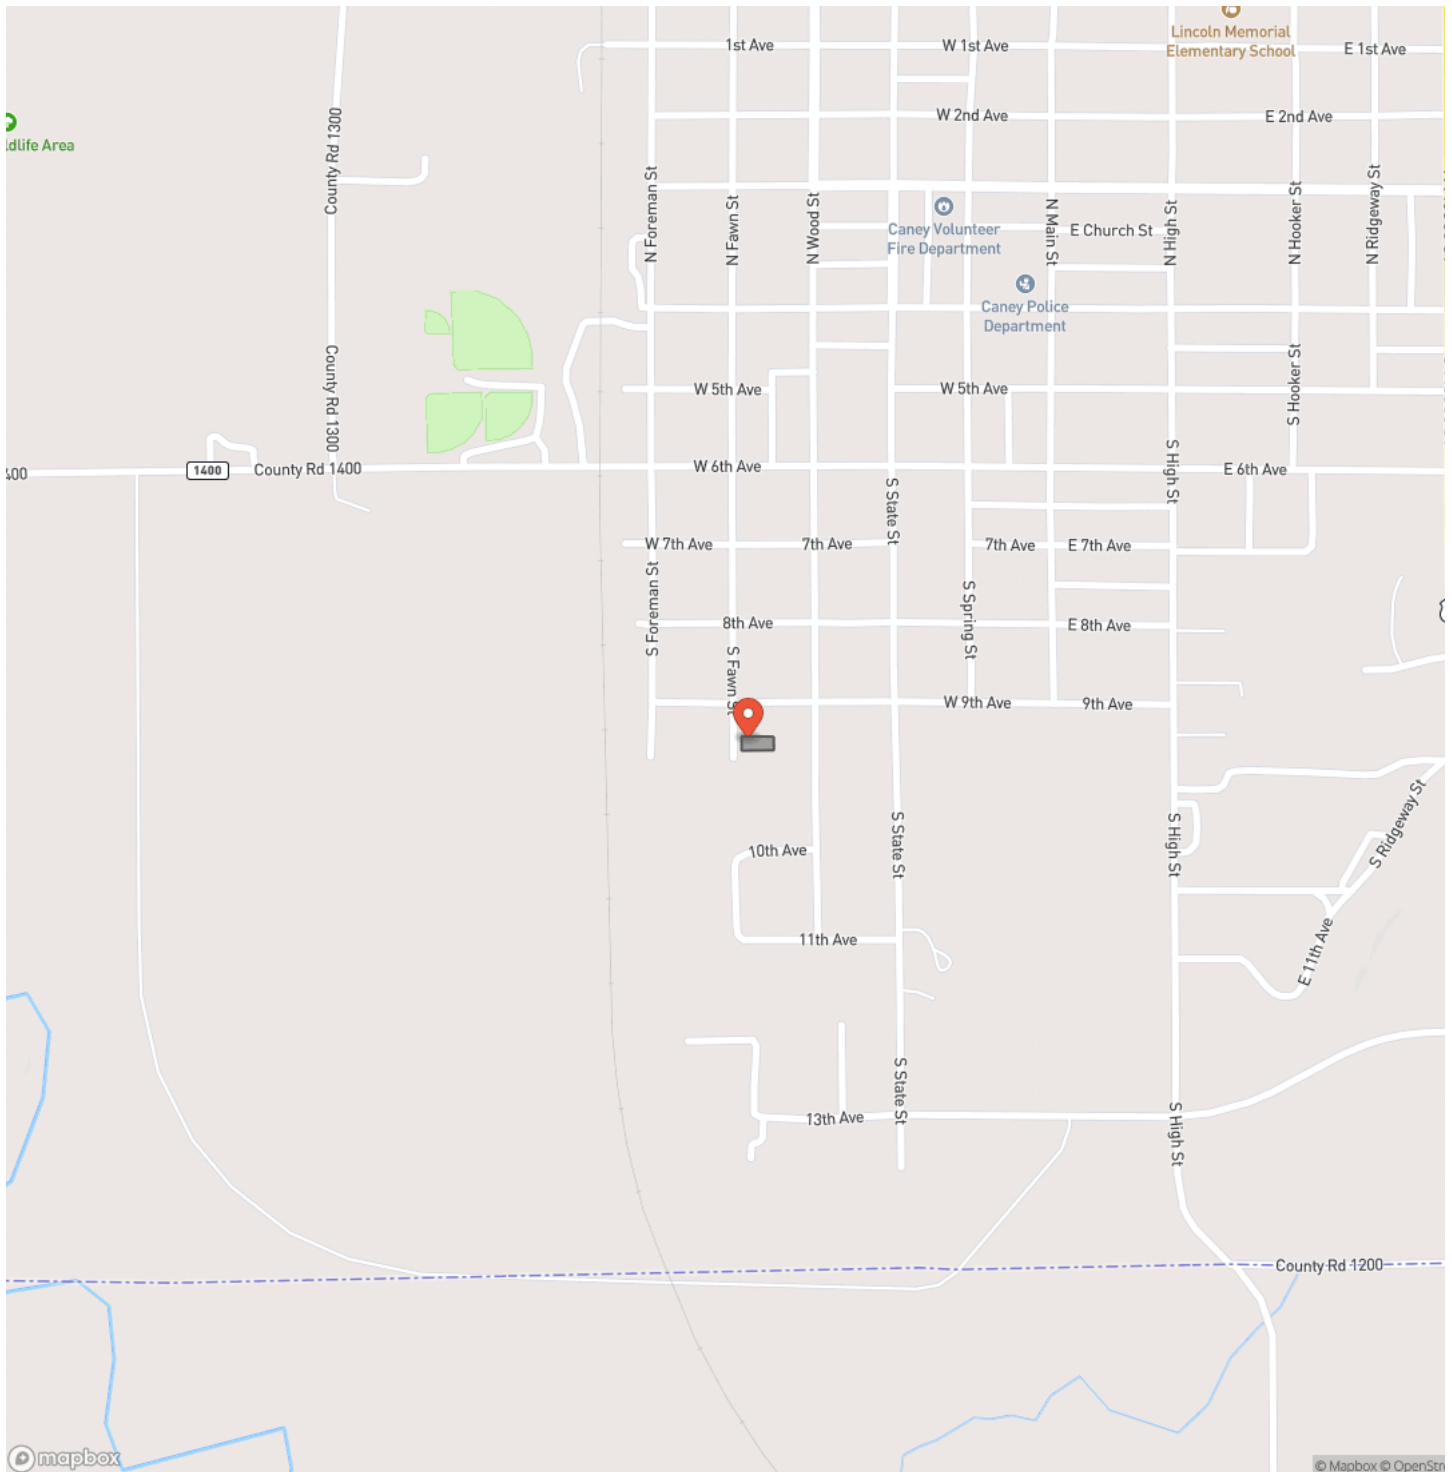 Lincoln Memorial
Elementary School
1st Ave
W 1st Ave
E 1st Ave
W 2nd Ave
E 2nd Ave
ldlife Area
County Rd 1300
N Foreman St
N Fawn St
N Wood St
Caney Volunteer
Fire Department
N Main St
E Church St
N High St
N Hooker St
N Ridgeway St
Caney Police
Department
County Rd 1300
W 5th Ave
W 5th Ave
S Hooker St
400
1400
County Rd 1400
W 6th Ave
E 6th Ave
S State St
S High St
W 7th Ave
7th Ave
7th Ave
E 7th Ave
S Foreman St
S Spring St
8th Ave
E 8th Ave
S Fawn St
W 9th Ave
9th Ave
10th Ave
S State St
S High St
S Ridgeway St
11th Ave
E 11th Ave
S State St
13th Ave
S High St
County Rd 1200
mapbox
© Mapbox © OpenStr